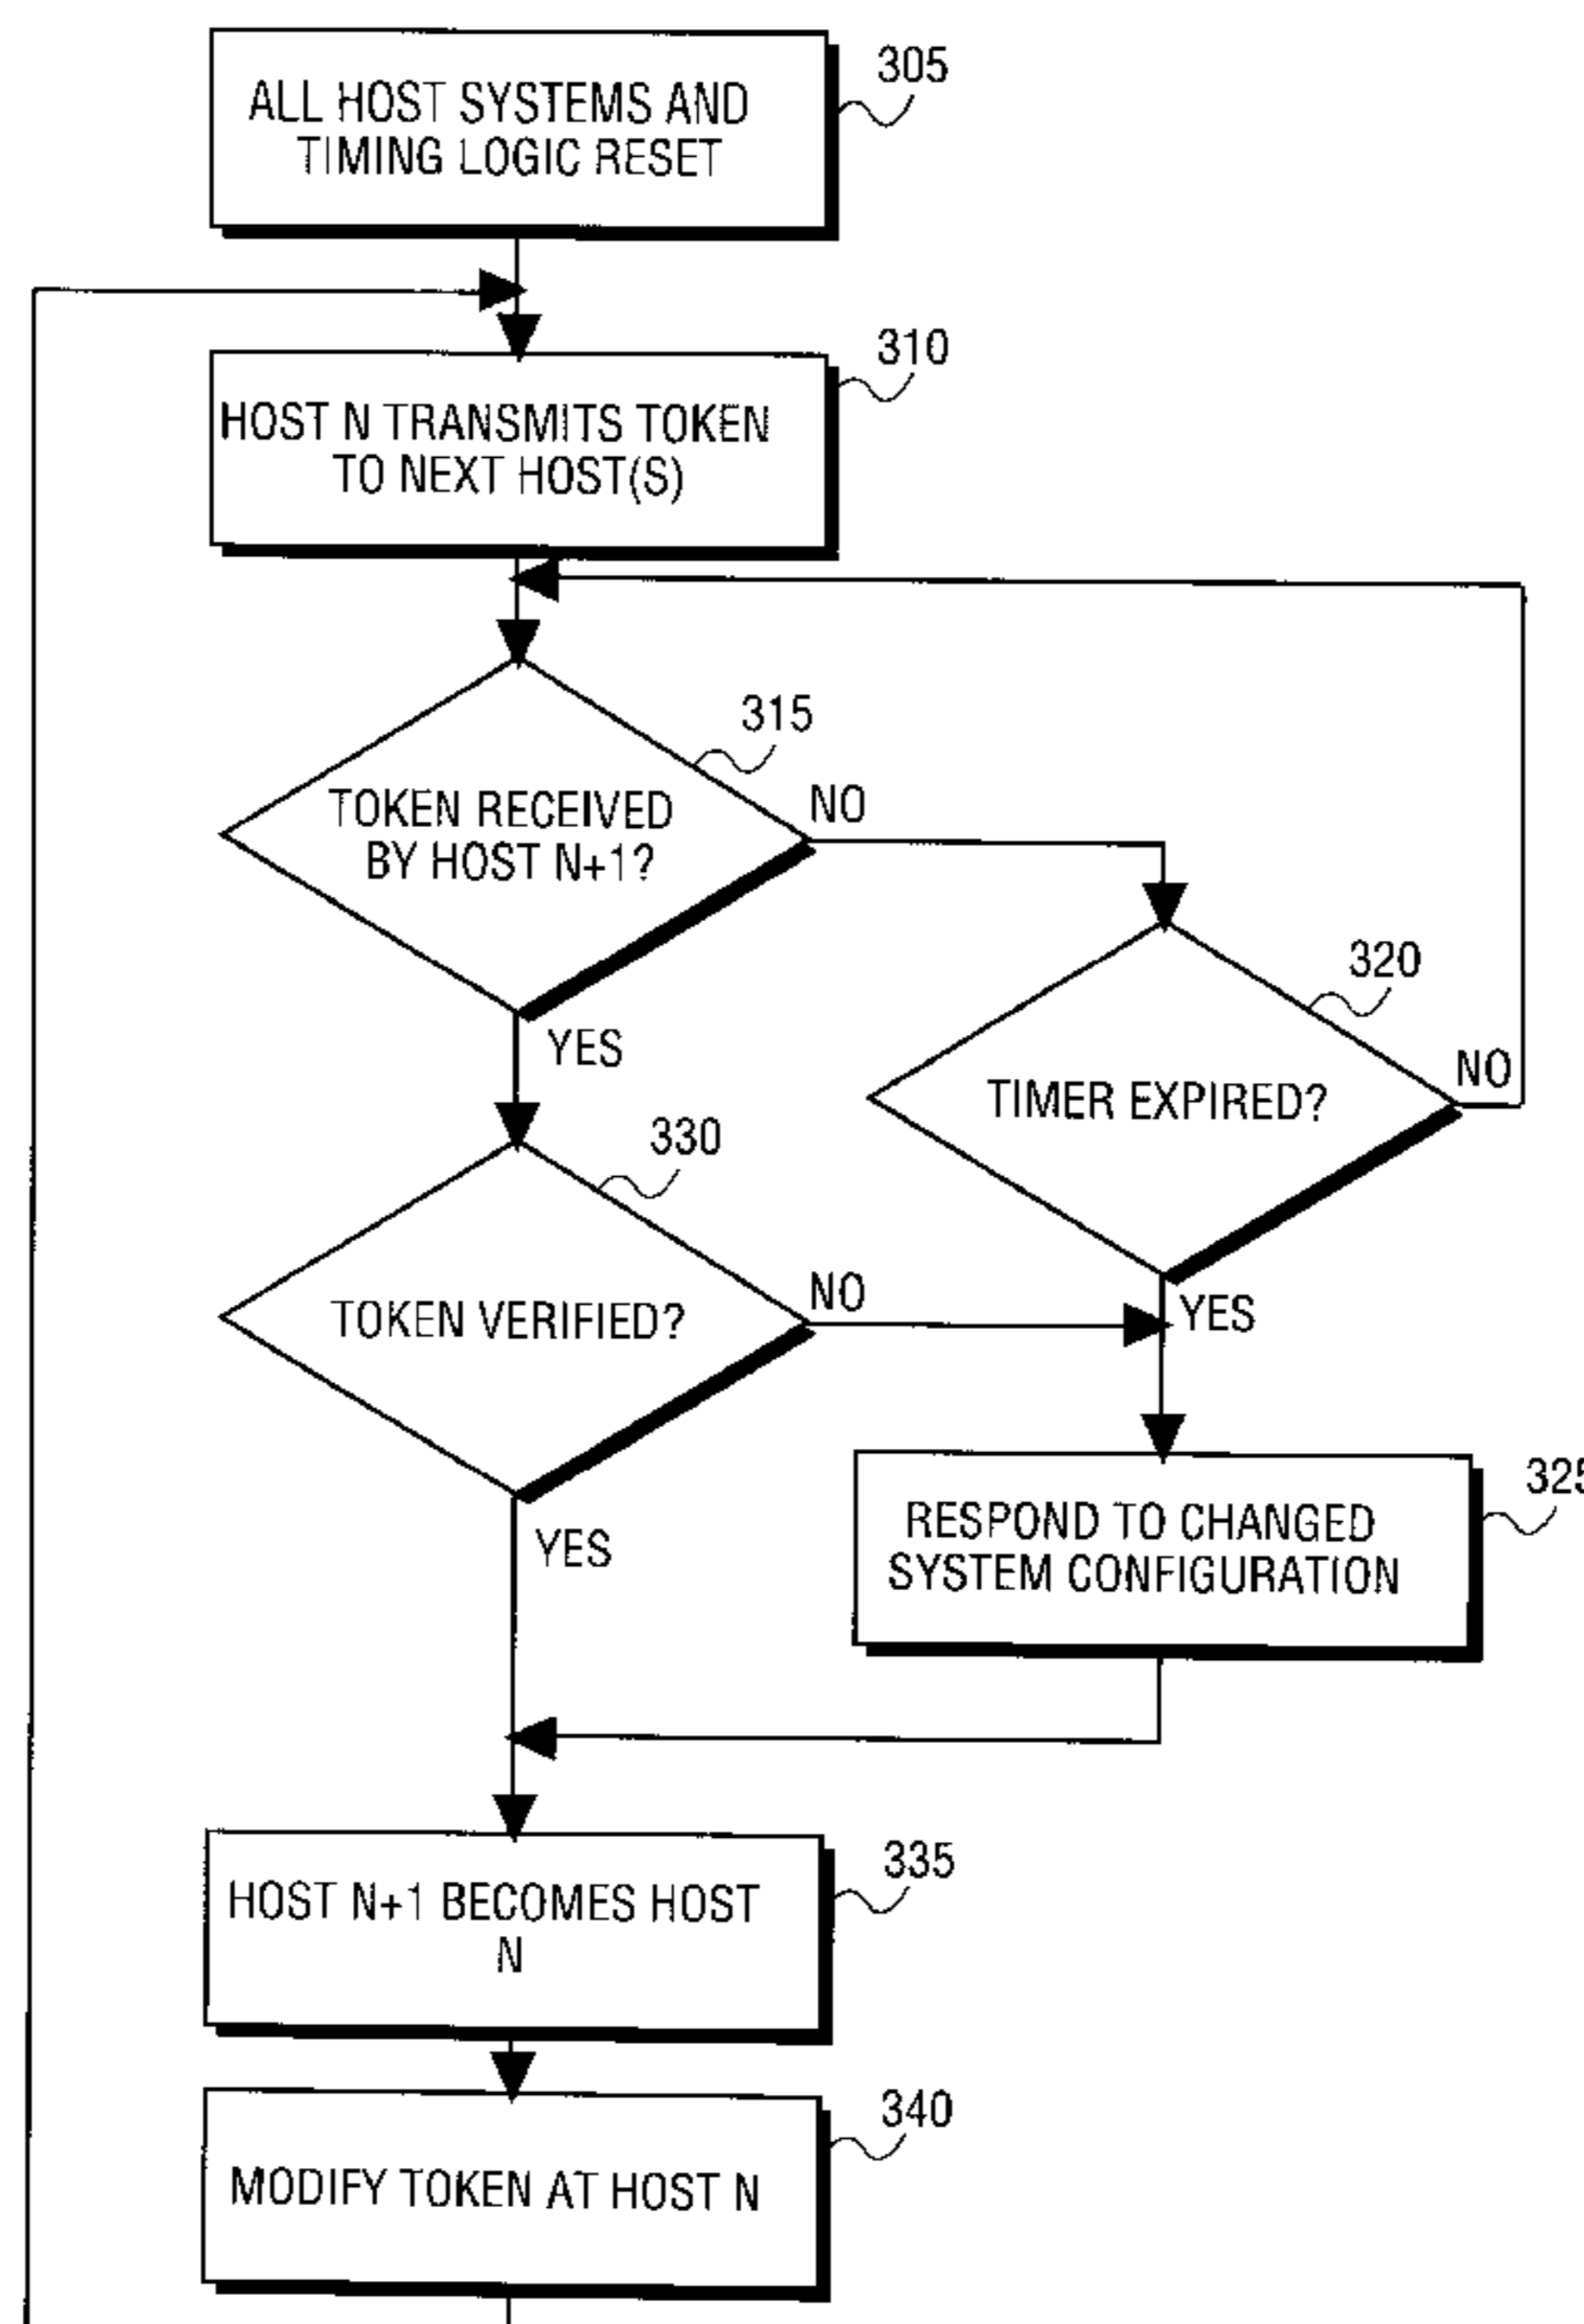 305
ALL HOST SYSTEMS AND
TIMING LOGIC RESET
310
HOST N TRANSMITS TOKEN
TO NEXT HOST(S)
315
TOKEN RECEIVED
BY HOST N+1?
NO
320
YES
TIMER EXPIRED?
NO
330
TOKEN VERIFIED?
NO
YES
325
RESPOND TO CHANGED
SYSTEM CONFIGURATION
YES
335
HOST N+1 BECOMES HOST
N
340
MODIFY TOKEN AT HOST N